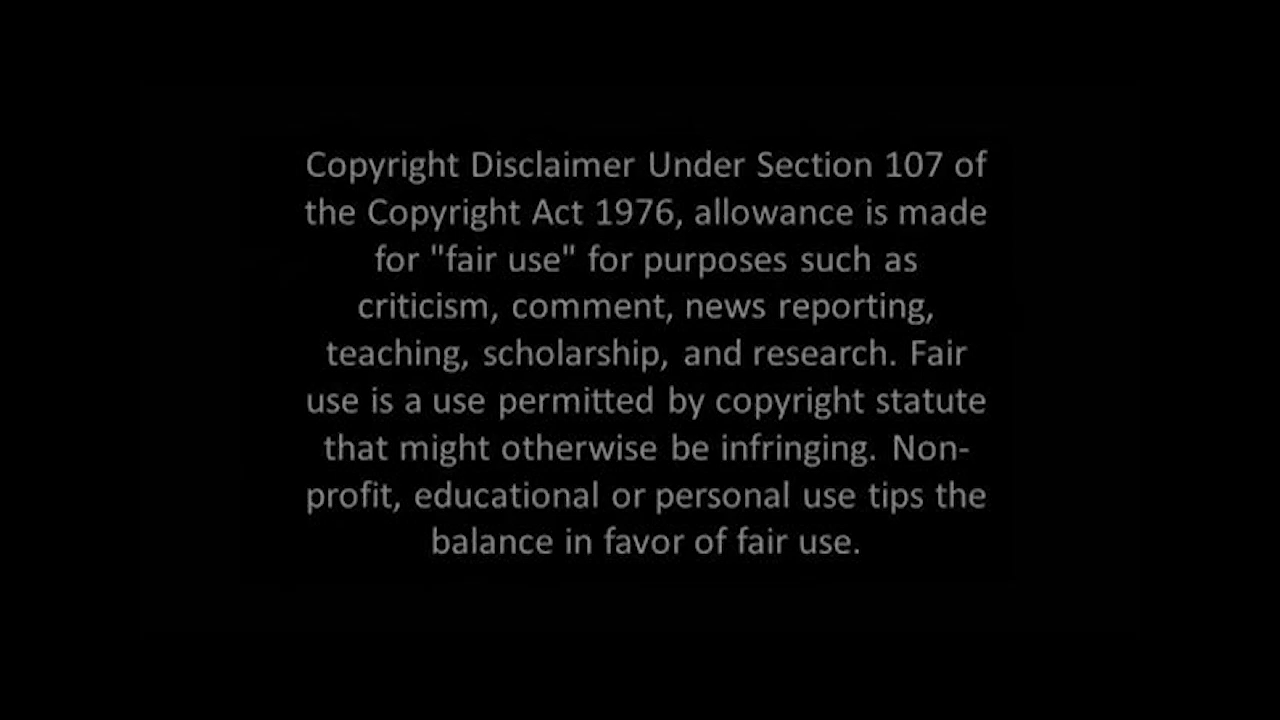 Copyright Disclaimer Under Section 107 of
the Copyright Act 1976, allowance is made
for "fair use" for purposes such as
criticism, comment, news reporting,
teaching, scholarship, and research. Fair
use is a use permitted by copyright statute
that might otherwise be infringing. Non-
profit, educational or personal use tips the
balance in favor of fair use.